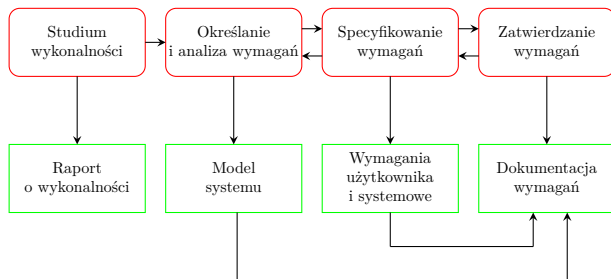 Studium
wykonalności
Określanie
i analiza wymagań
Specyfikowanie
wymagań
Zatwierdzanie
wymagań
Raport
o wykonalności
Model
systemu
Wymagania
użytkownika
i systemowe
Dokumentacja
wymagań